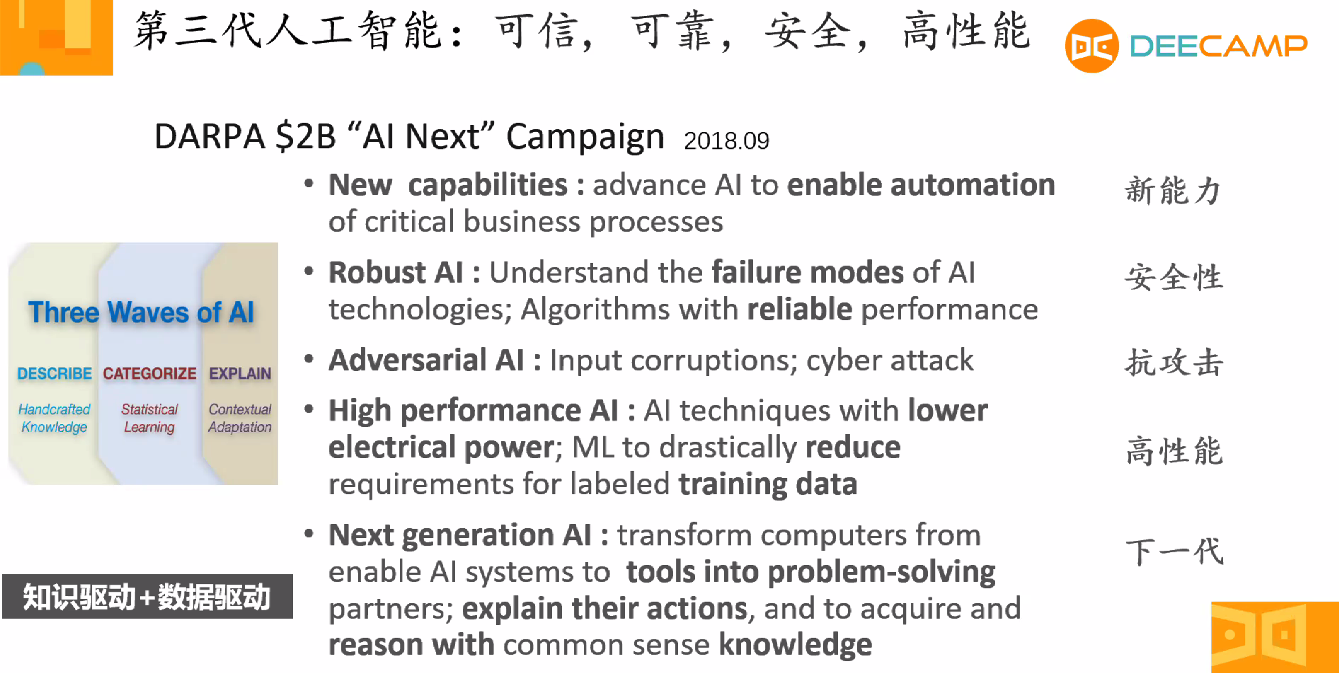 第三代人工智能：可信，可靠，安全，高性能
DEECAMP
DARPA $2B “AI Next” Campaign 2018.09
• New capabilities : advance AI to enable automation
of critical business processes
新能力
• Robust AI : Understand the failure modes of AI
technologies; Algorithms with reliable performance
安全性
• Adversarial AI : Input corruptions; cyber attack
抗攻击
• High performance AI : AI techniques with lower
electrical power; ML to drastically reduce
requirements for labeled training data
高性能
• Next generation AI : transform computers from
enable AI systems to tools into problem-solving
partners; explain their actions, and to acquire and
reason with common sense knowledge
下一代
Three Waves of AI
DESCRIBE CATEGORIZE EXPLAIN
Handcrafted Statistical Contextual
Knowledge Learning Adaptation
知识驱动+数据驱动